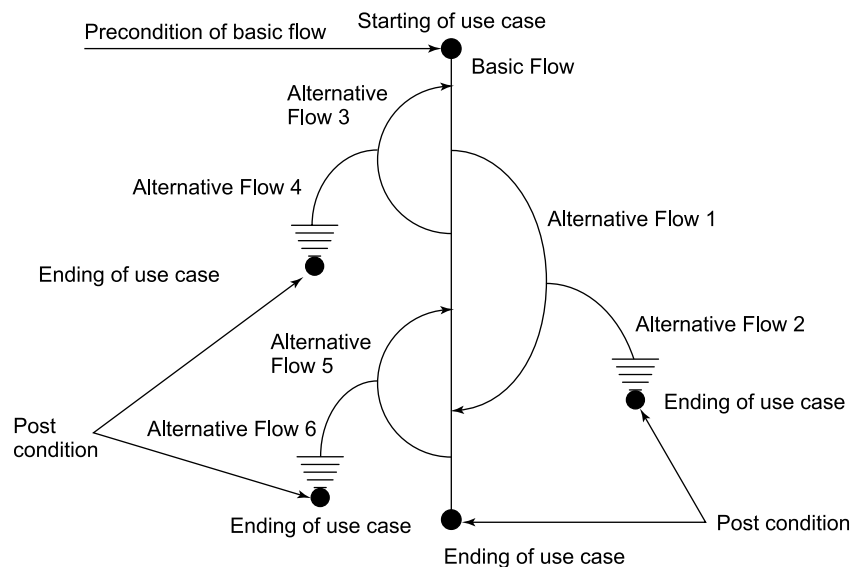 Starting of use case
Precondition of basic flow
Basic Flow
Alternative
Flow 3
Alternative Flow 4
Alternative Flow 1
Ending of use case
Alternative
Flow 5
Alternative Flow 2
Ending of use case
Post
condition
Alternative Flow 6
Ending of use case
Post condition
Ending of use case